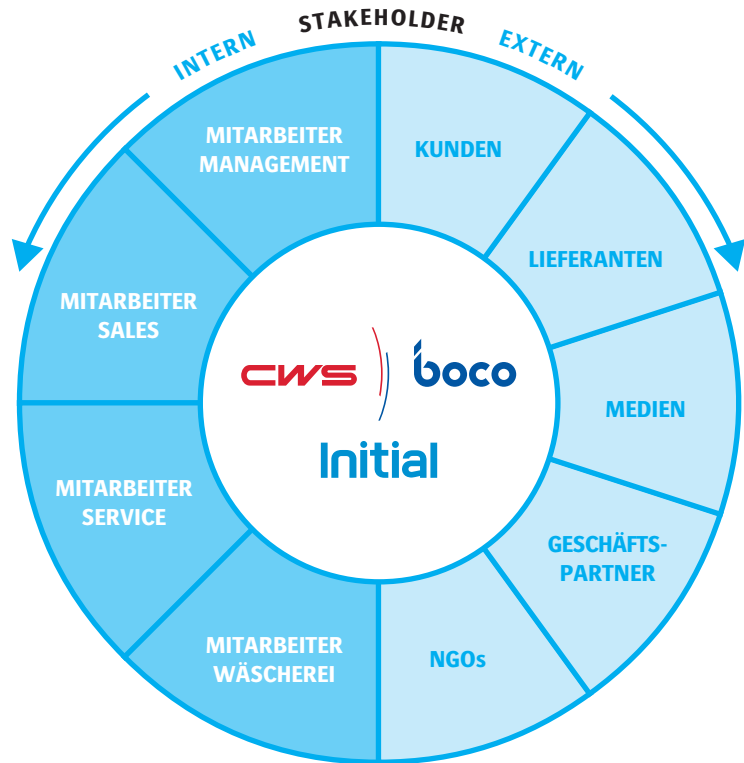 STAKEHOLDER
INTERN
EXTERN
MITARBEITER
MANAGEMENT
KUNDEN
LIEFERANTEN
MITARBEITER
SALES
cws boco
MEDIEN
Initial
MITARBEITER
SERVICE
GESCHÄFTS-
PARTNER
MITARBEITER
WÄSCHEREI
NGOs